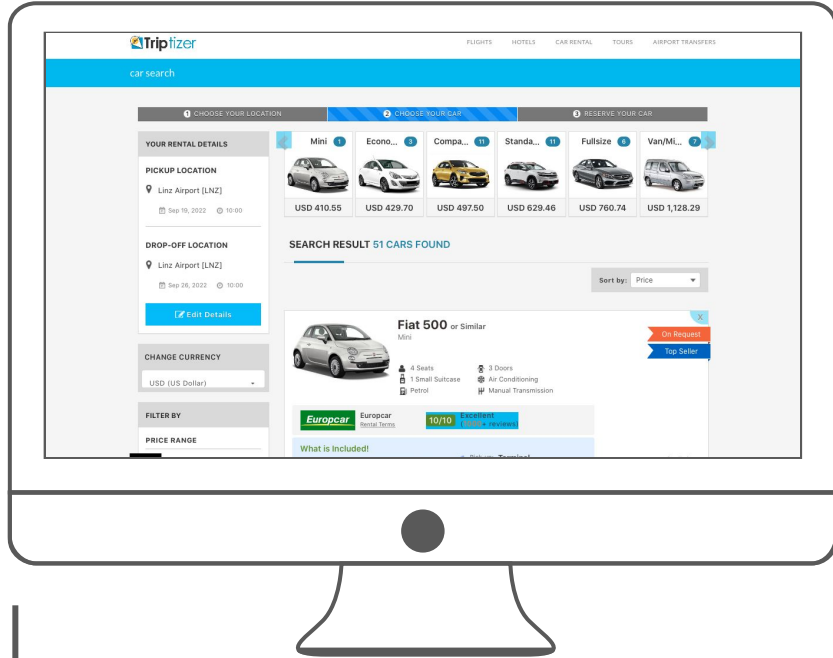 Triptizer
FLIGHTS HOTELS CAR RENTAL TOURS AIRPORT TRANSFERS
car search
1 CHOOSE YOUR LOCATION 2 CHOOSE YOUR CAR 3 RESERVE YOUR CAR
YOUR RENTAL DETAILS
PICKUP LOCATION
Linz Airport [LNZ]
Sep 19, 2022 10:00
DROP-OFF LOCATION
Linz Airport [LNZ]
Sep 26, 2022 10:00
Edit Details
CHANGE CURRENCY
USD (US Dollar)
FILTER BY
PRICE RANGE
Mini 1 Econo... 3 Compa... 11 Standa... 11 Fullsize 6 Van/Mi... 7
USD 410.55 USD 429.70 USD 497.50 USD 629.46 USD 760.74 USD 1,128.29
SEARCH RESULT 51 CARS FOUND
Sort by: Price
Fiat 500 or Similar
Mini
X
On Request
Top Seller
4 Seats 3 Doors
1 Small Suitcase Air Conditioning
Petrol Manual Transmission
Europcar Europcar
Rental Terms
10/10 Excellent
+ reviews)
What is Included!
Terminal